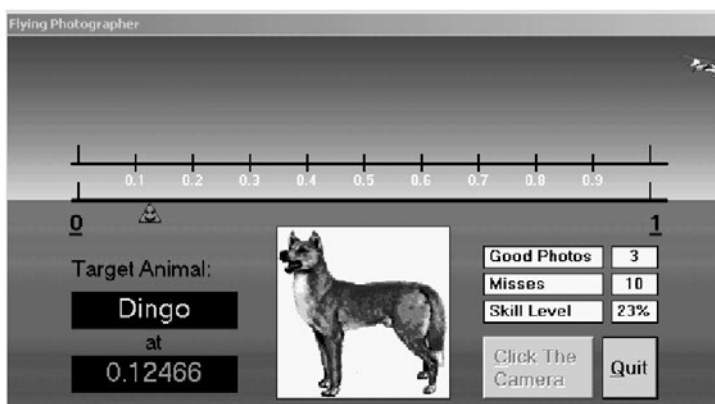 Flying Photographer
0.1 0.2 0.3 0.4 0.5 0.6 0.7 0.8 0.9
0 1
Target Animal:
Dingo
at
0.12466
Good Photos 3
Misses 10
Skill Level 23%
Click The
Camera
Quit